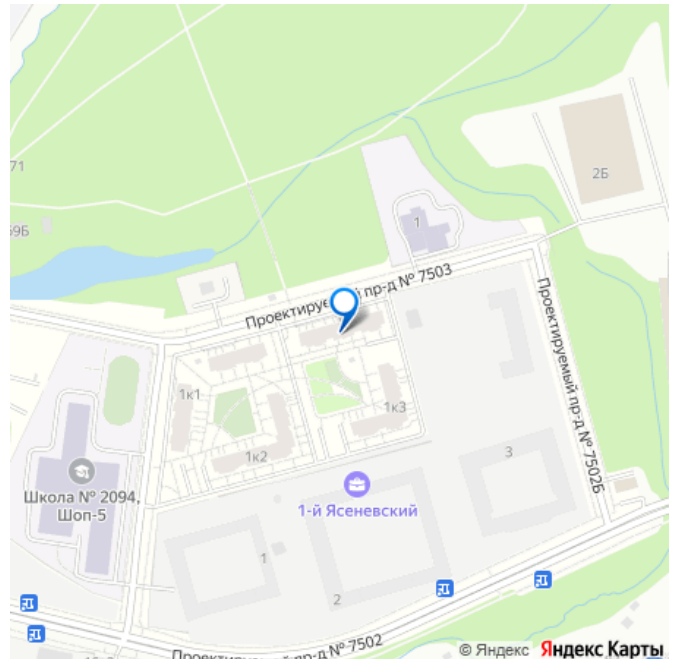 71
2Б
69Б
1
Проектируемый пр-д № 7503
Проектируемый пр-д № 7502Б
1к1
1к3
1к2
3
Школа № 2094,
Шоп-5
1-й Ясеневский
1
2
Проектируемый пр-д № 7502
© Яндекс Яндекс Карты